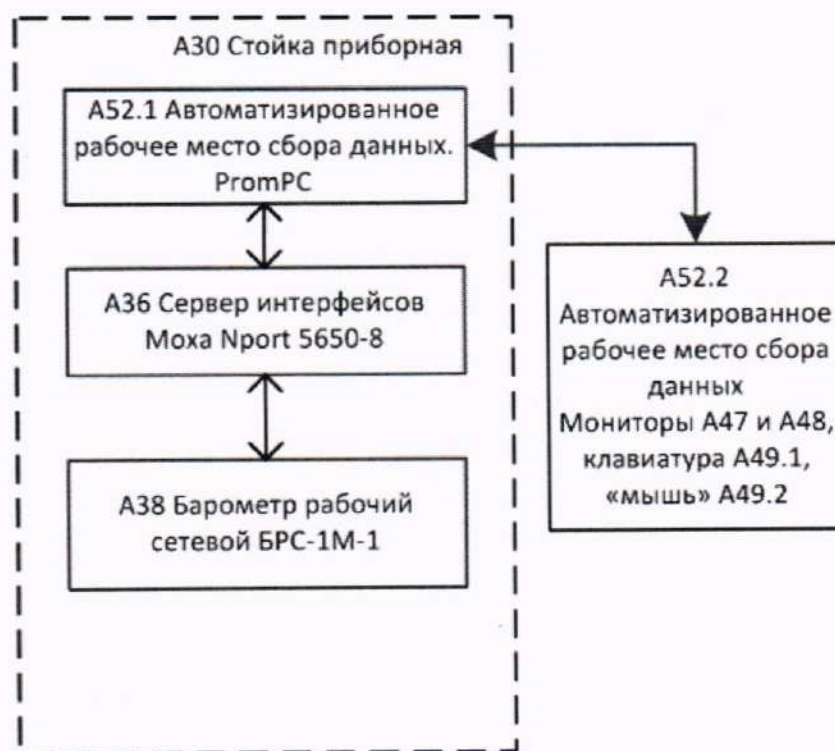 А30 Стойка приборная
А52.1 Автоматизированное
рабочее место сбора данных.
PromPC
А36 Сервер интерфейсов
Moxa Nport 5650-8
А38 Барометр рабочий
сетевой БРС-1М-1
А52.2
Автоматизированное
рабочее место сбора
данных
Мониторы А47 и А48,
клавиатура А49.1,
«мышь» А49.2